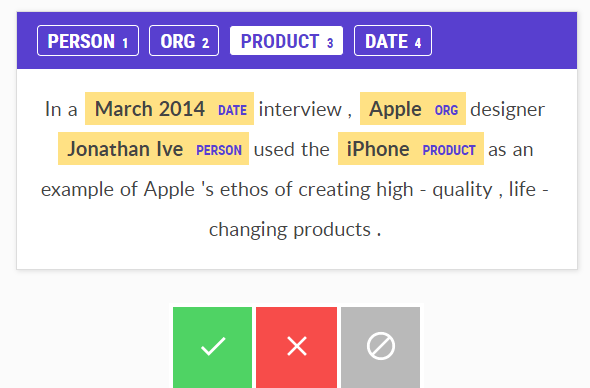 PERSON 1 ORG 2 PRODUCT 3 DATE 4
In a March 2014 DATE interview , Apple ORG designer
Jonathan Ive PERSON used the iPhone PRODUCT as an
example of Apple 's ethos of creating high - quality , life -
changing products .